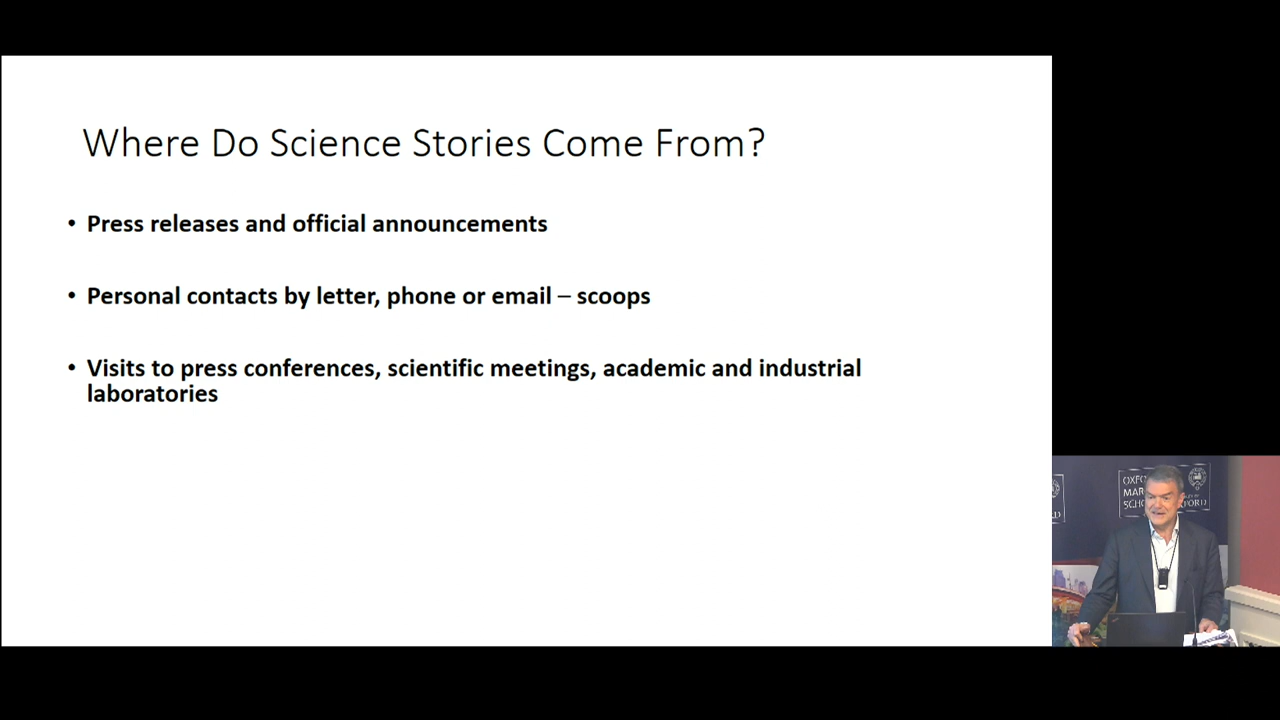 Where Do Science Stories Come From?
• Press releases and official announcements
• Personal contacts by letter, phone or email – scoops
• Visits to press conferences, scientific meetings, academic and industrial
laboratories